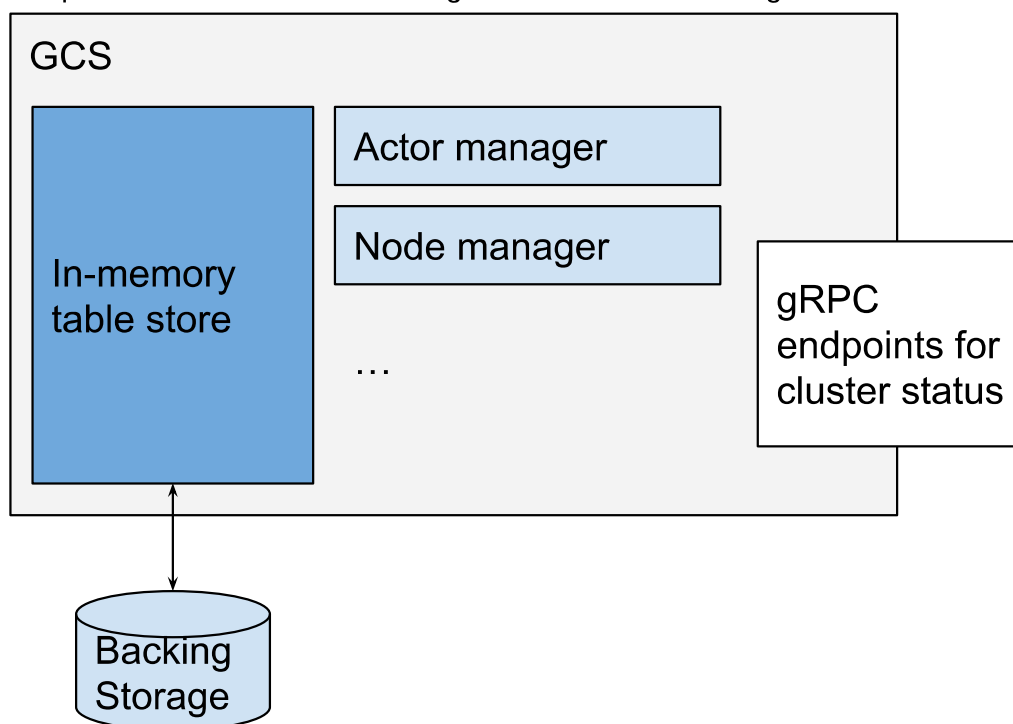 GCS
Actor manager
Node manager
In-memory
table store
gRPC
endpoints for
cluster status
…
Backing
Storage